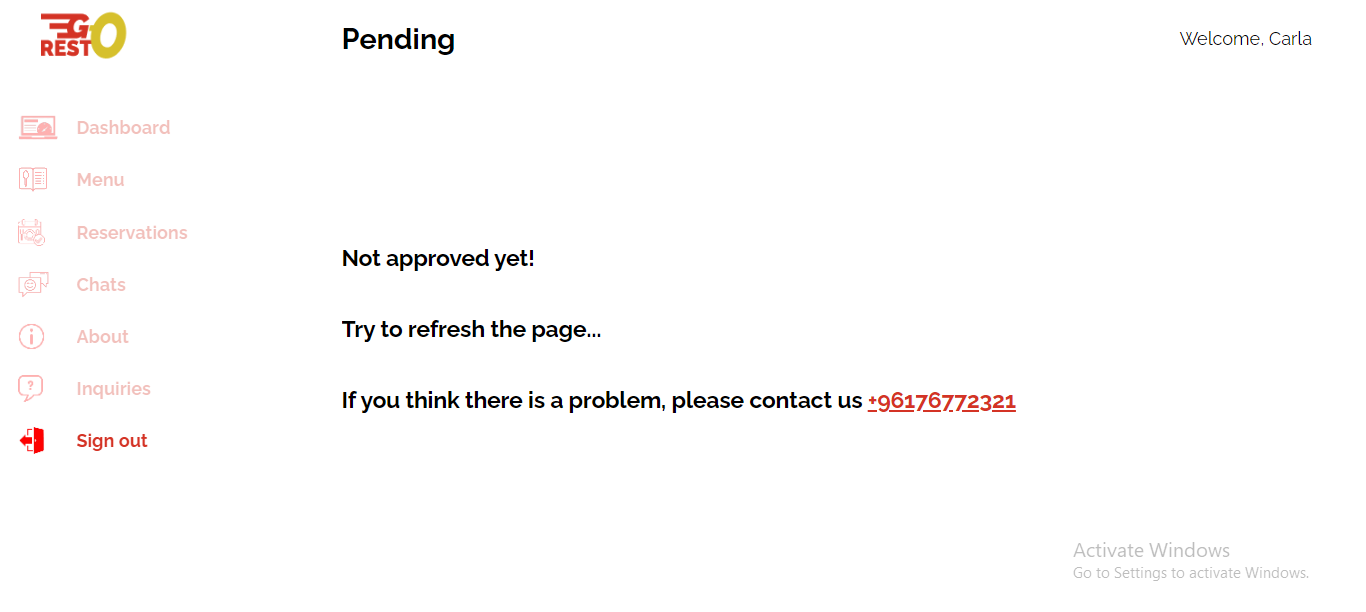 GO
REST
Pending
Welcome, Carla
Dashboard
Menu
Reservations
Chats
About
Inquiries
Sign out
Not approved yet!
Try to refresh the page...
If you think there is a problem, please contact us +96176772321
Activate Windows
Go to Settings to activate Windows.